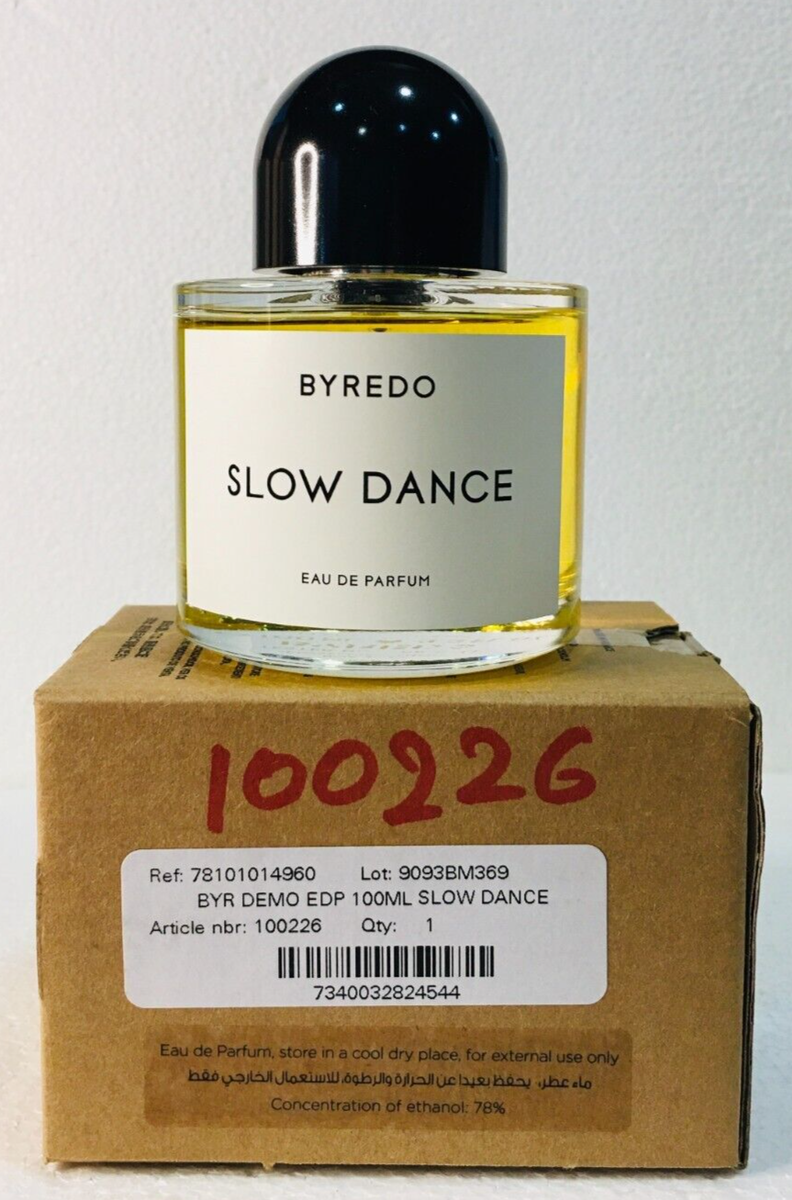 BYREDO
SLOW DANCE
EAU DE PARFUM
100226
Ref: 78101014960 Lot: 9093BM369
BYR DEMO EDP 100ML SLOW DANCE
Article nbr: 100226 Qty: 1
7340032824544
Eau de Parfum, store in a cool dry place, for external use only
ماء عطر، يحفظ بعيدا عن الحرارة والرطوبة، للاستعمال الخارجي فقط
Concentration of ethanol: 78%